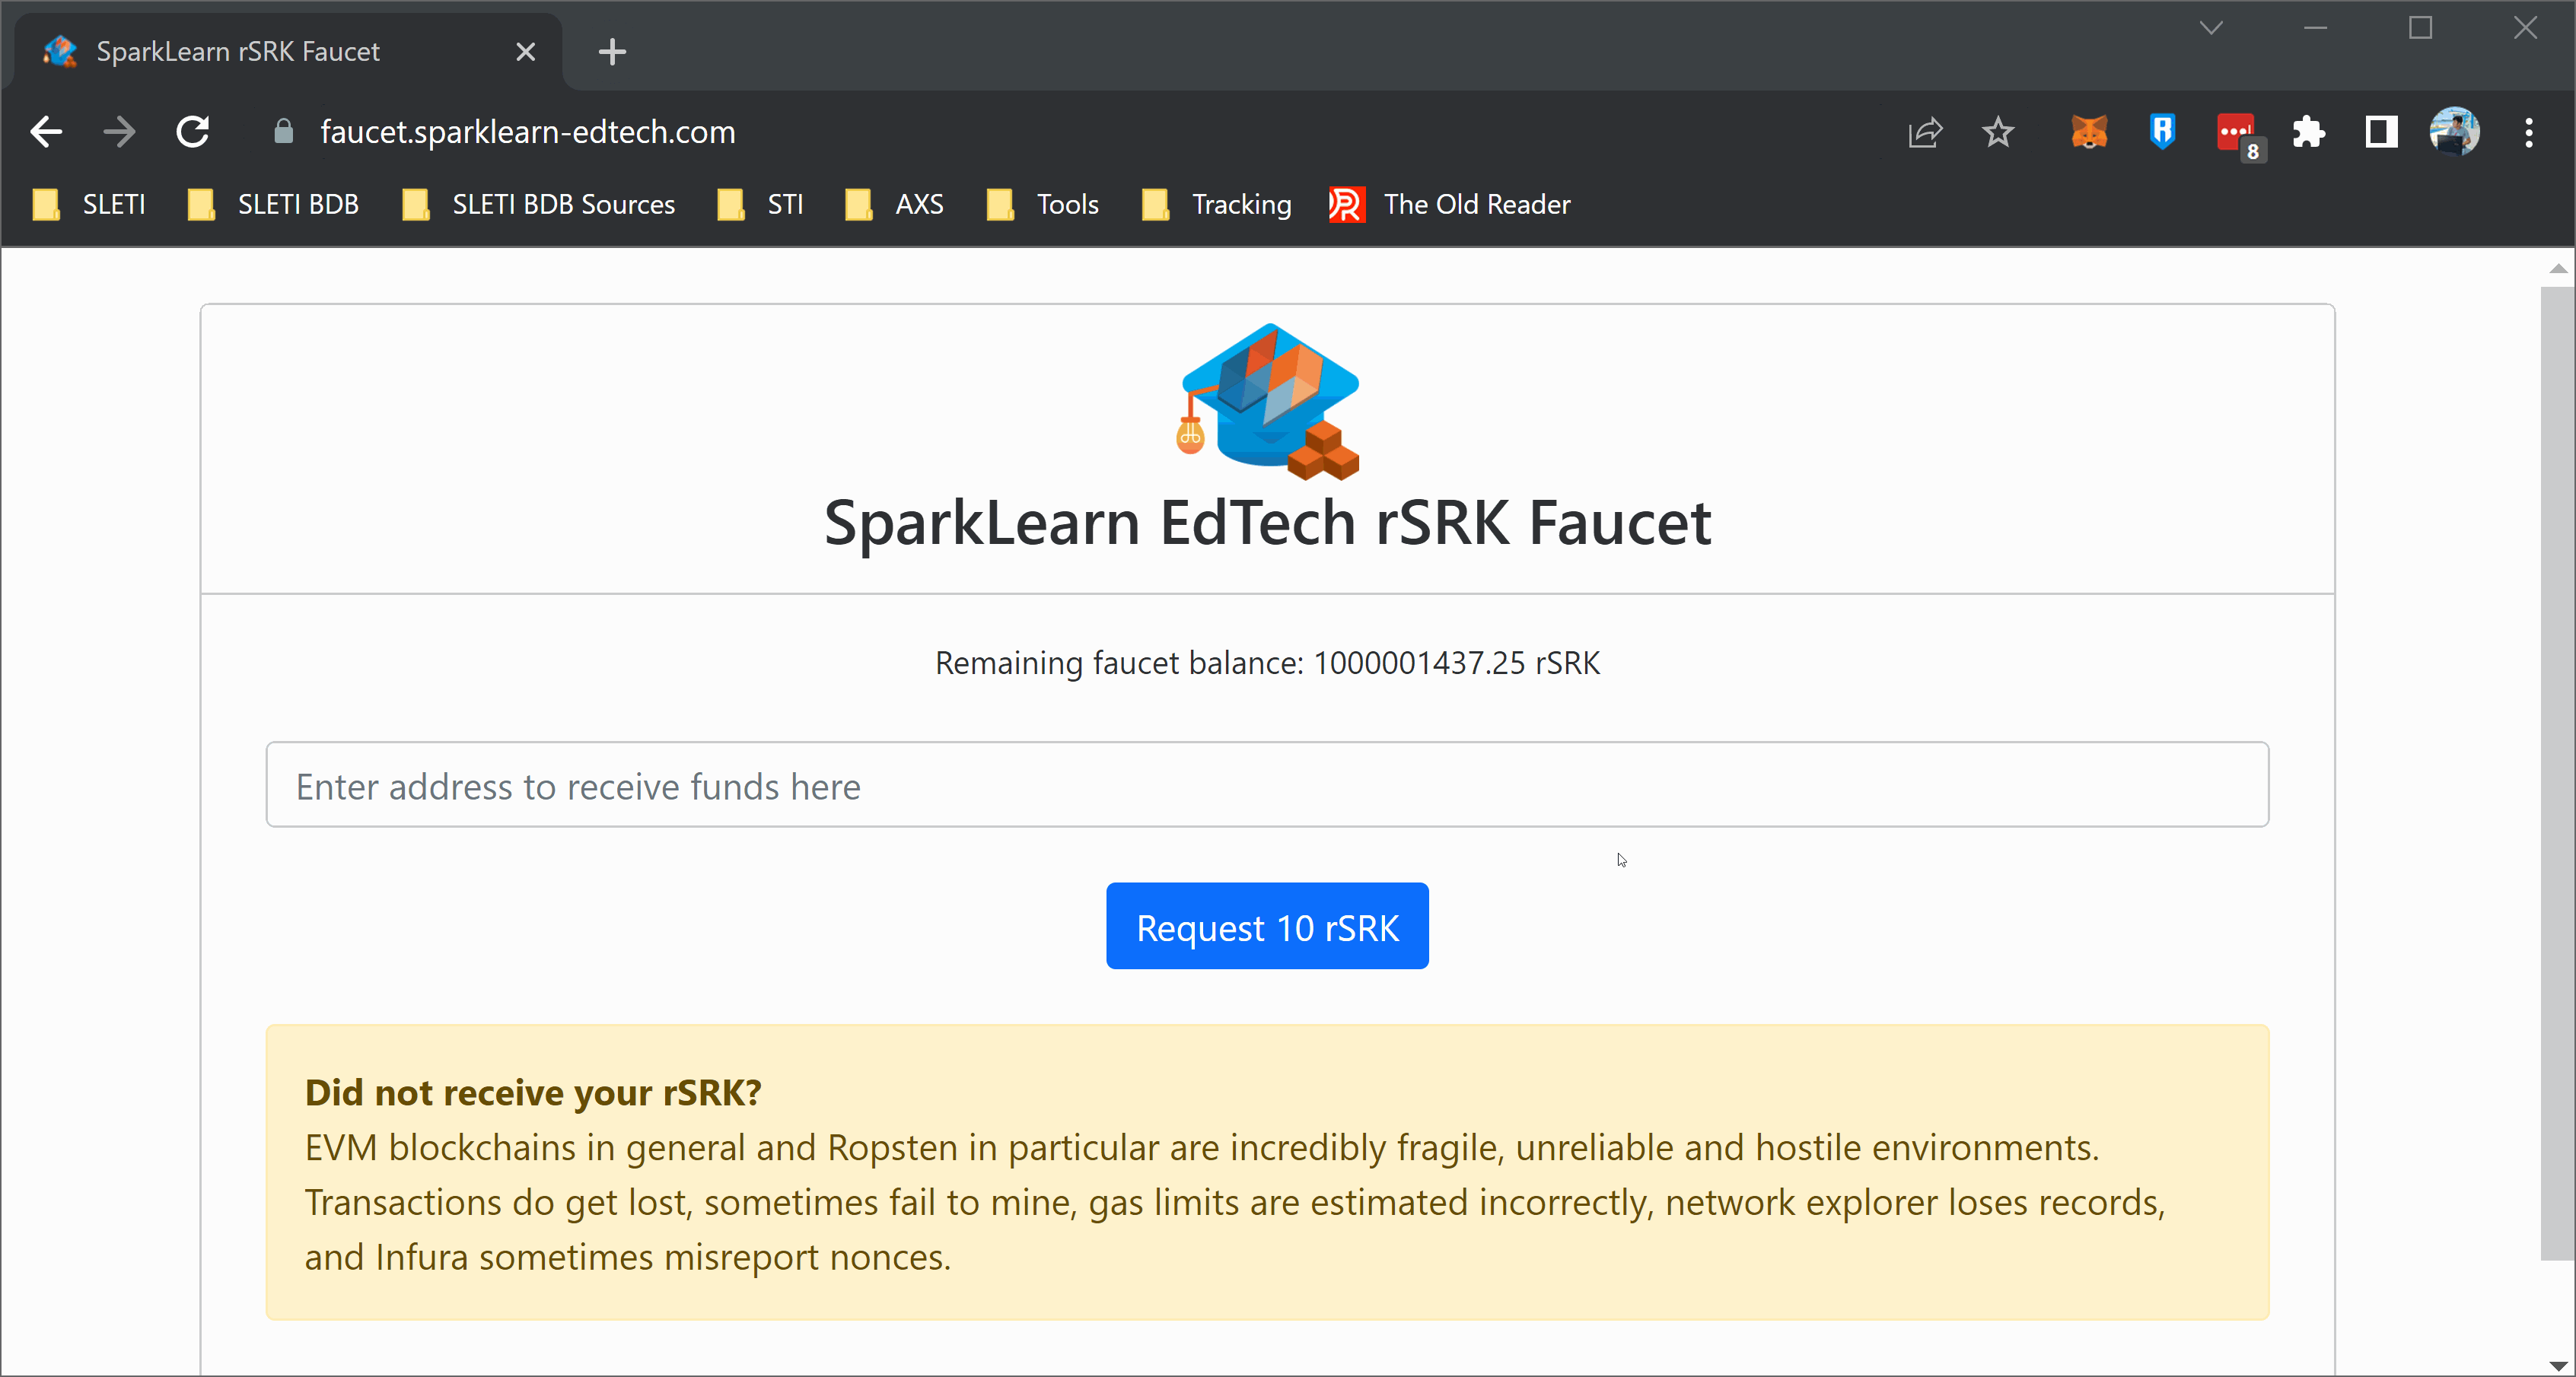 SparkLearn rSRK Faucet
faucet.sparklearn-edtech.com
8
SLETI SLETI BDB SLETI BDB Sources STI AXS Tools Tracking The Old Reader
SparkLearn EdTech rSRK Faucet
Remaining faucet balance: 1000001437.25 rSRK
Enter address to receive funds here
Request 10 rSRK
Did not receive your rSRK?
EVM blockchains in general and Ropsten in particular are incredibly fragile, unreliable and hostile environments.
Transactions do get lost, sometimes fail to mine, gas limits are estimated incorrectly, network explorer loses records,
and Infura sometimes misreport nonces.